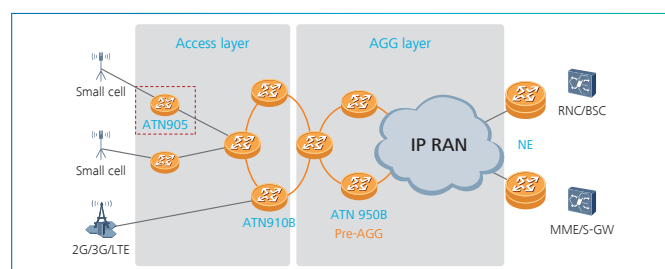 Access layer
AGG layer
Small cell
ATN905
RNC/BSC
IP RAN
NE
Small cell
ATN910B
ATN 950B
Pre-AGG
2G/3G/LTE
MME/S-GW